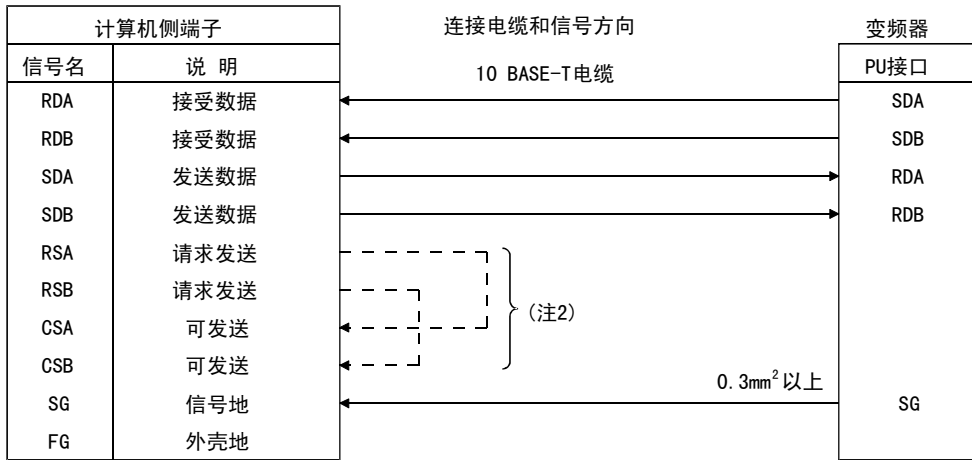 计算机侧端子 连接电缆和信号方向 变频器
信号名 说 明 10 BASE-T电缆 PU接口
RDA 接受数据 SDA
RDB 接受数据 SDB
SDA 发送数据 RDA
SDB 发送数据 RDB
RSA 请求发送
RSB 请求发送
(注2)
CSA 可发送
CSB 可发送
0.3mm²以上
SG 信号地 SG
FG 外壳地